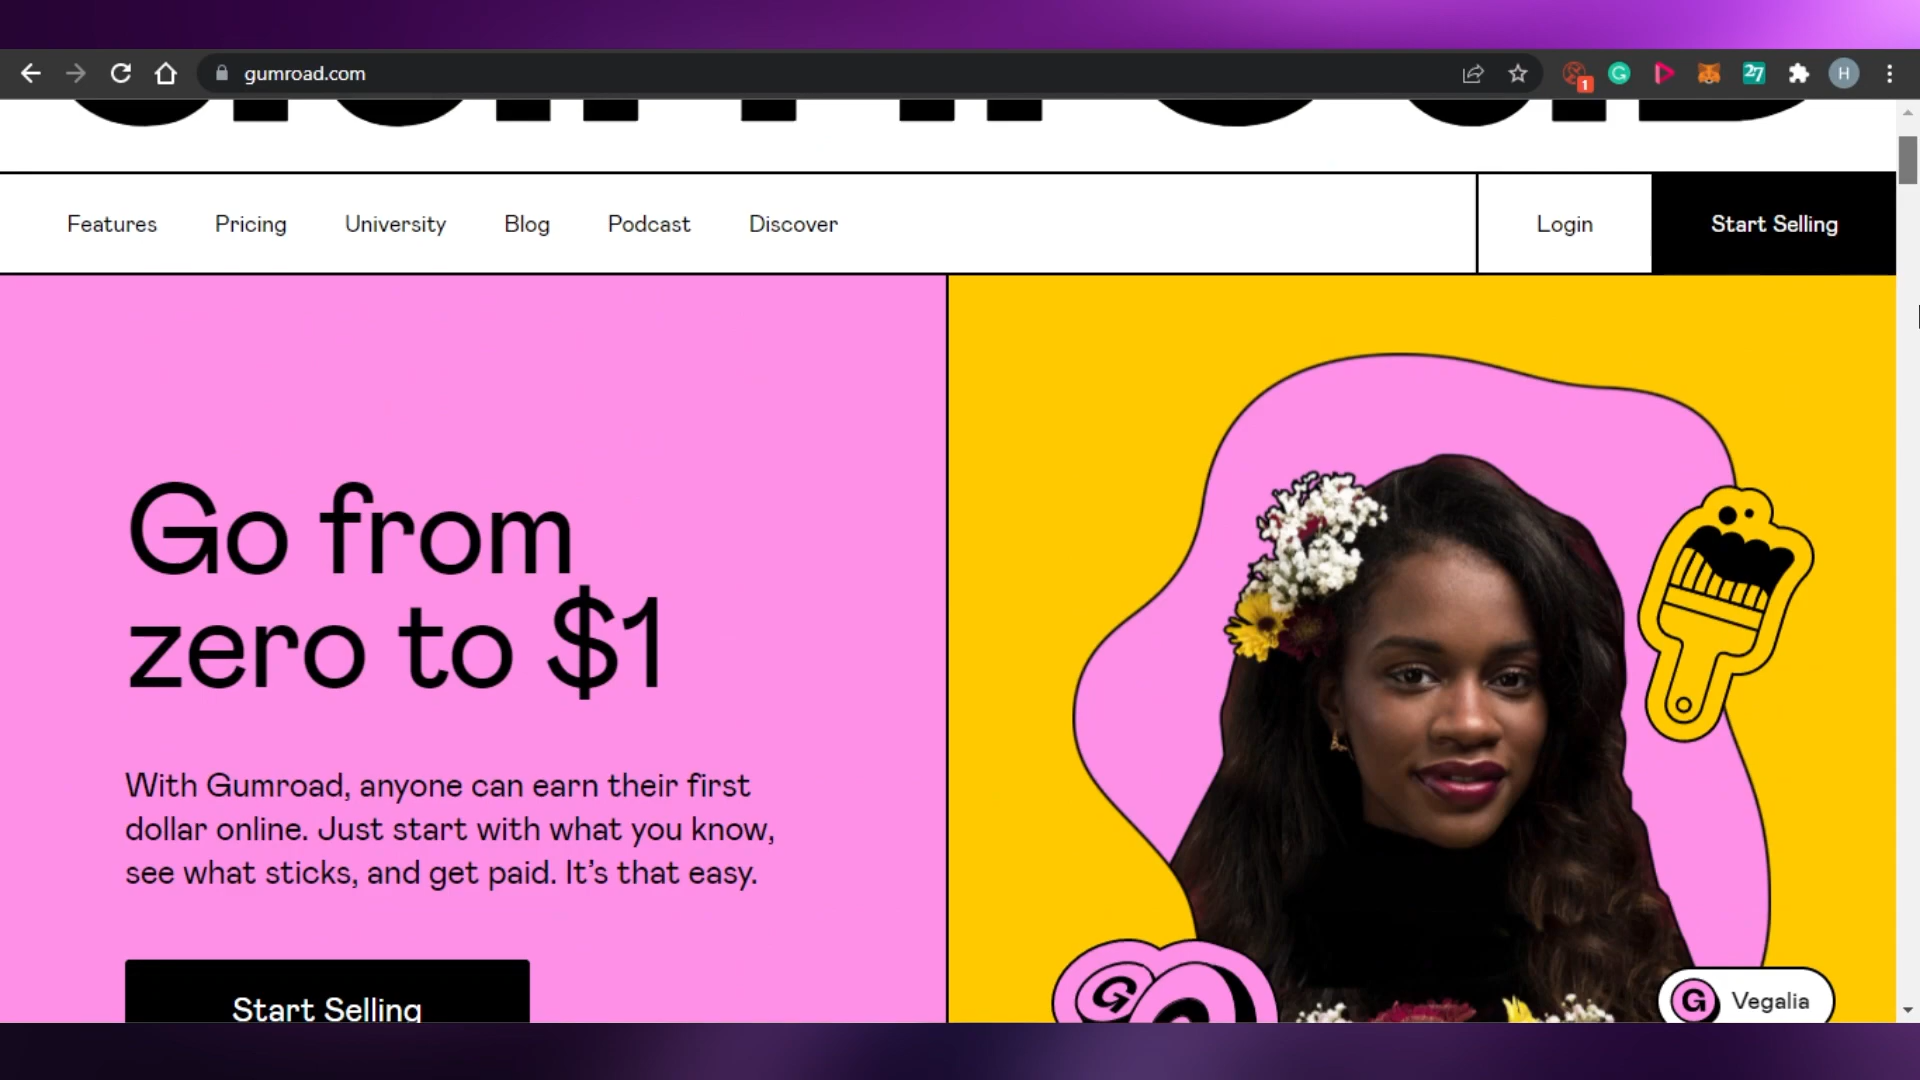 gumroad.com
1
27
H
Features Pricing University Blog Podcast Discover Login Start Selling
Go from
zero to $1
With Gumroad, anyone can earn their first
dollar online. Just start with what you know,
see what sticks, and get paid. It's that easy.
Start Selling
G
G Vegalia